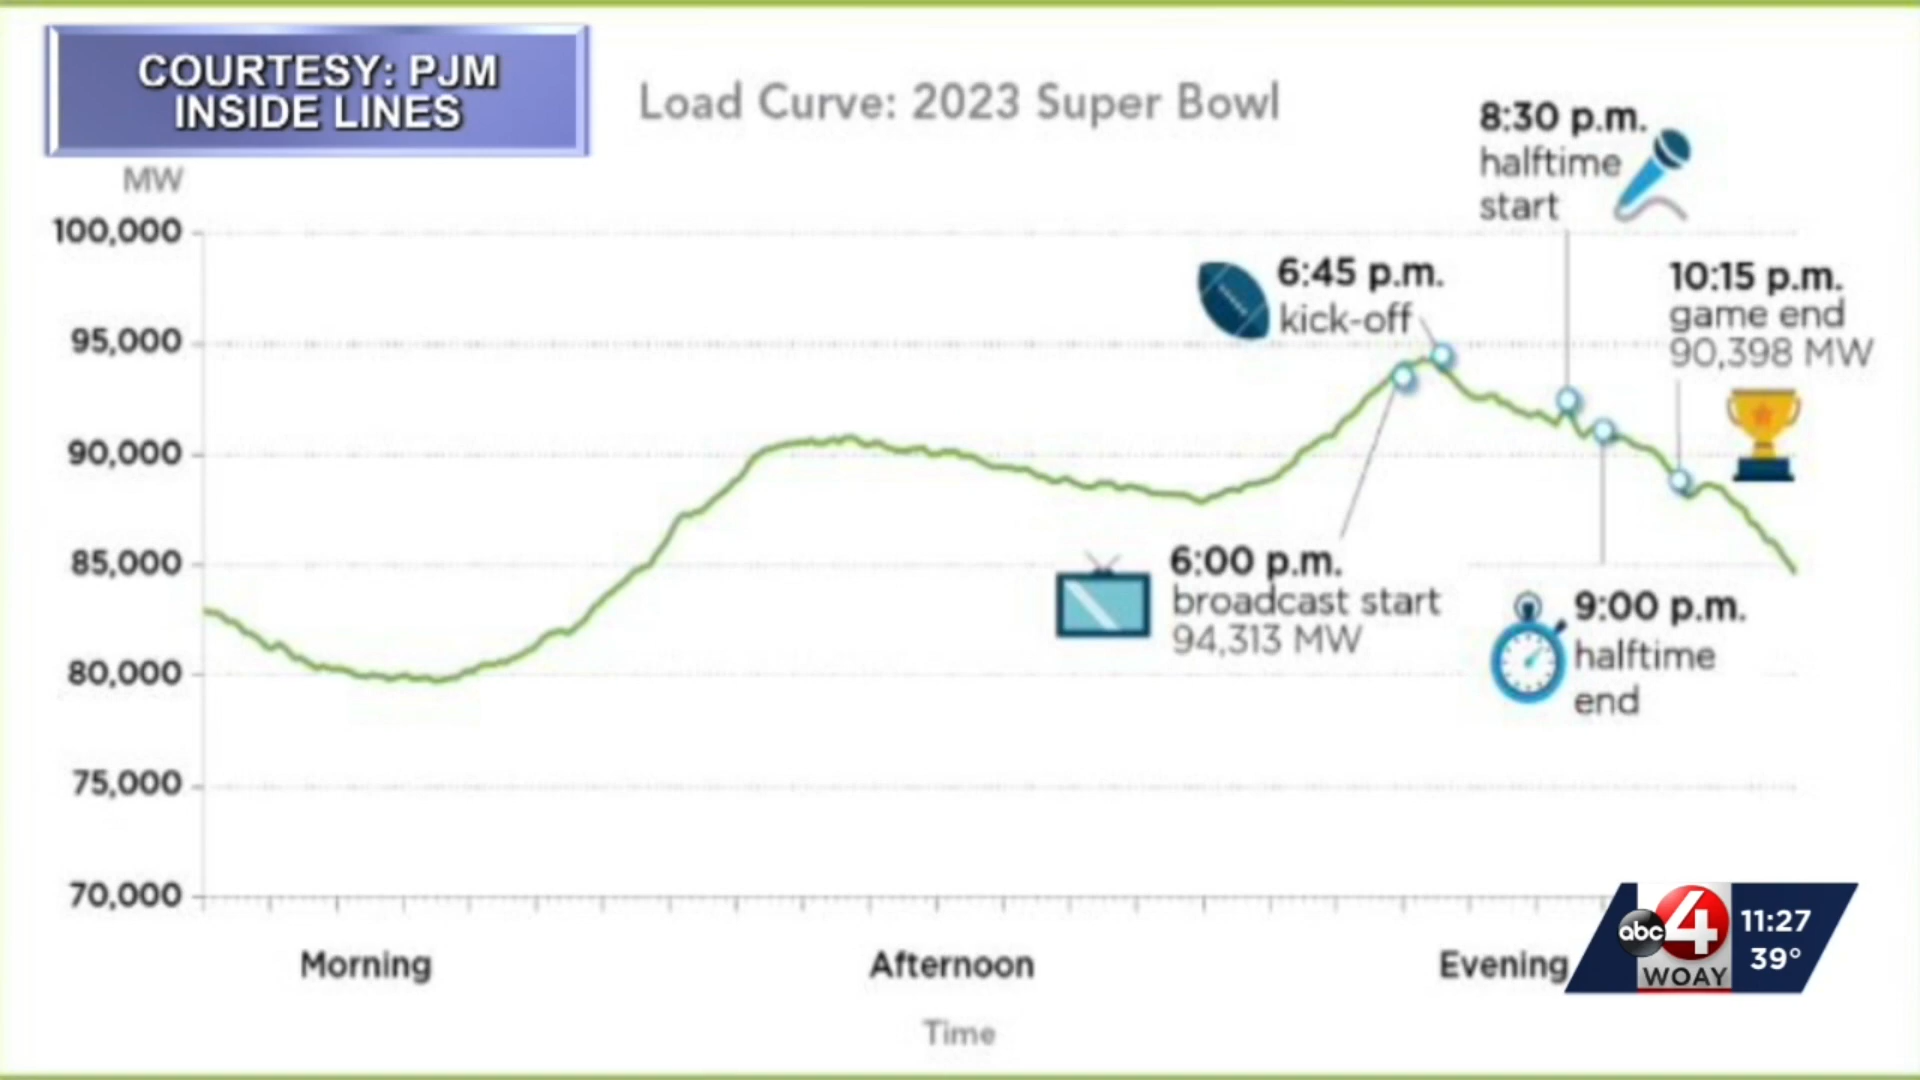 COURTESY: PJM
INSIDE LINES
Load Curve: 2023 Super Bowl
8:30 p.m.
halftime
start
MW
100,000
6:45 p.m.
kick-off
10:15 p.m.
game end
90,398 MW
95,000
90,000
85,000
6:00 p.m.
broadcast start
94,313 MW
9:00 p.m.
halftime
end
80,000
75,000
70,000
abc 4
WOAY
11:27
39°
Morning
Afternoon
Evening
Time